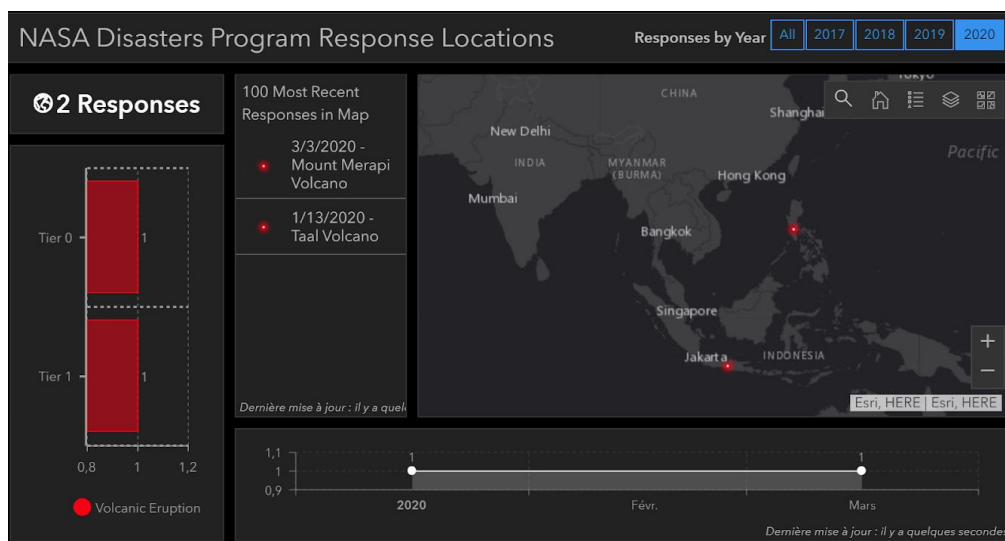 NASA Disasters Program Response Locations
Responses by Year
All
2017
2018
2019
2020
2 Responses
Tier 0
1
Tier 1
1
0,8
1
1,2
Volcanic Eruption
100 Most Recent
Responses in Map
3/3/2020 -
Mount Merapi
Volcano
1/13/2020 -
Taal Volcano
Dernière mise à jour : il y a quel
CHINA
Shanghai
New Delhi
Pacific
INDIA
MYANMAR
(BURMA)
Hong Kong
Mumbai
Bangkok
Singapore
Jakarta
INDONESIA
+
−
Esri, HERE | Esri, HERE
1,1
1
0,9
1
1
2020
Févr.
Mars
Dernière mise à jour : il y a quelques secondes